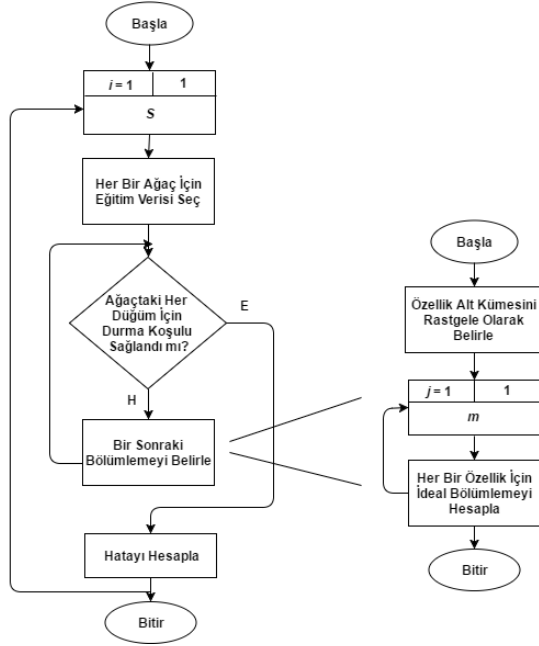 Başla
i = 1 1
S
Her Bir Ağaç İçin
Eğitim Verisi Seç
Ağaçtaki Her
Düğüm İçin
Durma Koşulu
Sağlandı mı?
E
H
Bir Sonraki
Bölümlemeyi Belirle
Hatayı Hesapla
Bitir
Başla
Özellik Alt Kümesini
Rastgele Olarak
Belirle
j = 1 1
m
Her Bir Özellik İçin
İdeal Bölümlemeyi
Hesapla
Bitir